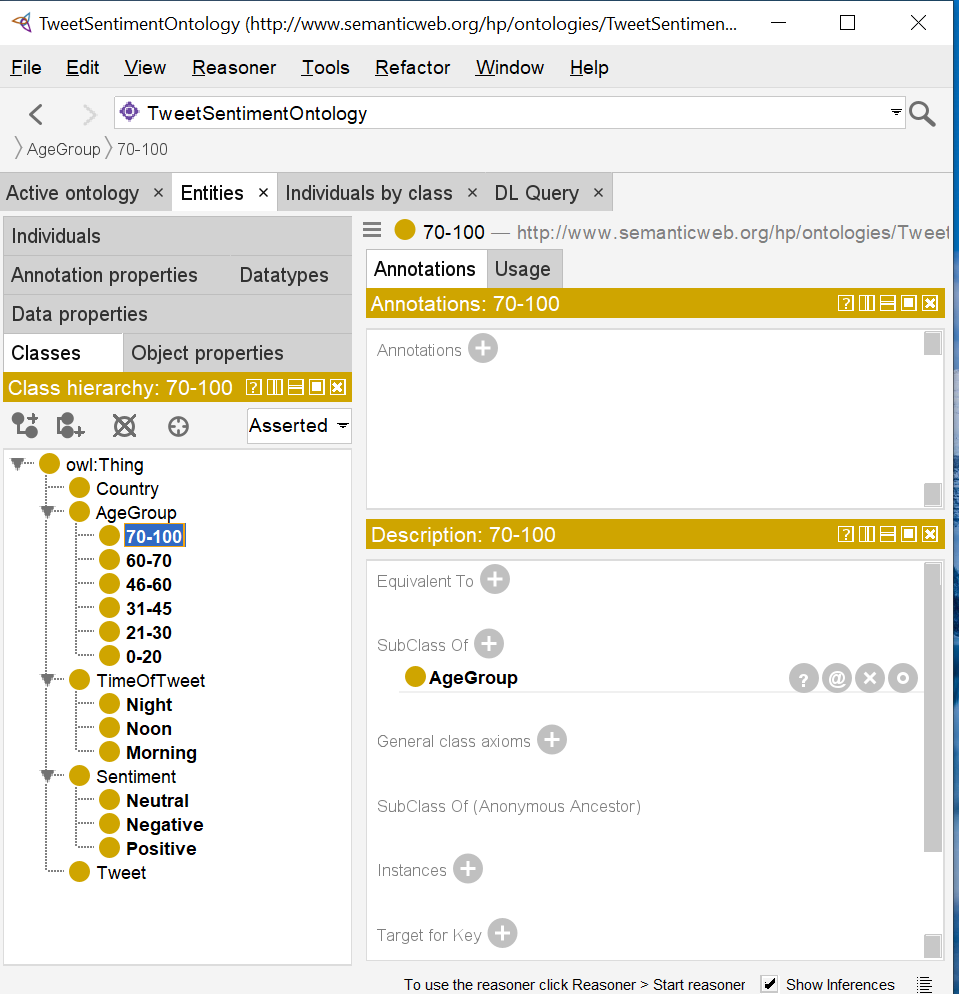 TweetSentimentOntology (http://www.semanticweb.org/hp/ontologies/TweetSentimen...
File Edit View Reasoner Tools Refactor Window Help
TweetSentimentOntology
AgeGroup 70-100
Active ontology × Entities × Individuals by class × DL Query ×
Individuals
Annotation properties Datatypes
Data properties
Classes Object properties
Class hierarchy: 70-100
Asserted
owl:Thing
Country
AgeGroup
70-100
60-70
46-60
31-45
21-30
0-20
TimeOfTweet
Night
Noon
Morning
Sentiment
Neutral
Negative
Positive
Tweet
70-100 — http://www.semanticweb.org/hp/ontologies/Tweet
Annotations Usage
Annotations: 70-100
Annotations
Description: 70-100
Equivalent To
SubClass Of
AgeGroup
General class axioms
SubClass Of (Anonymous Ancestor)
Instances
Target for Key
To use the reasoner click Reasoner > Start reasoner Show Inferences